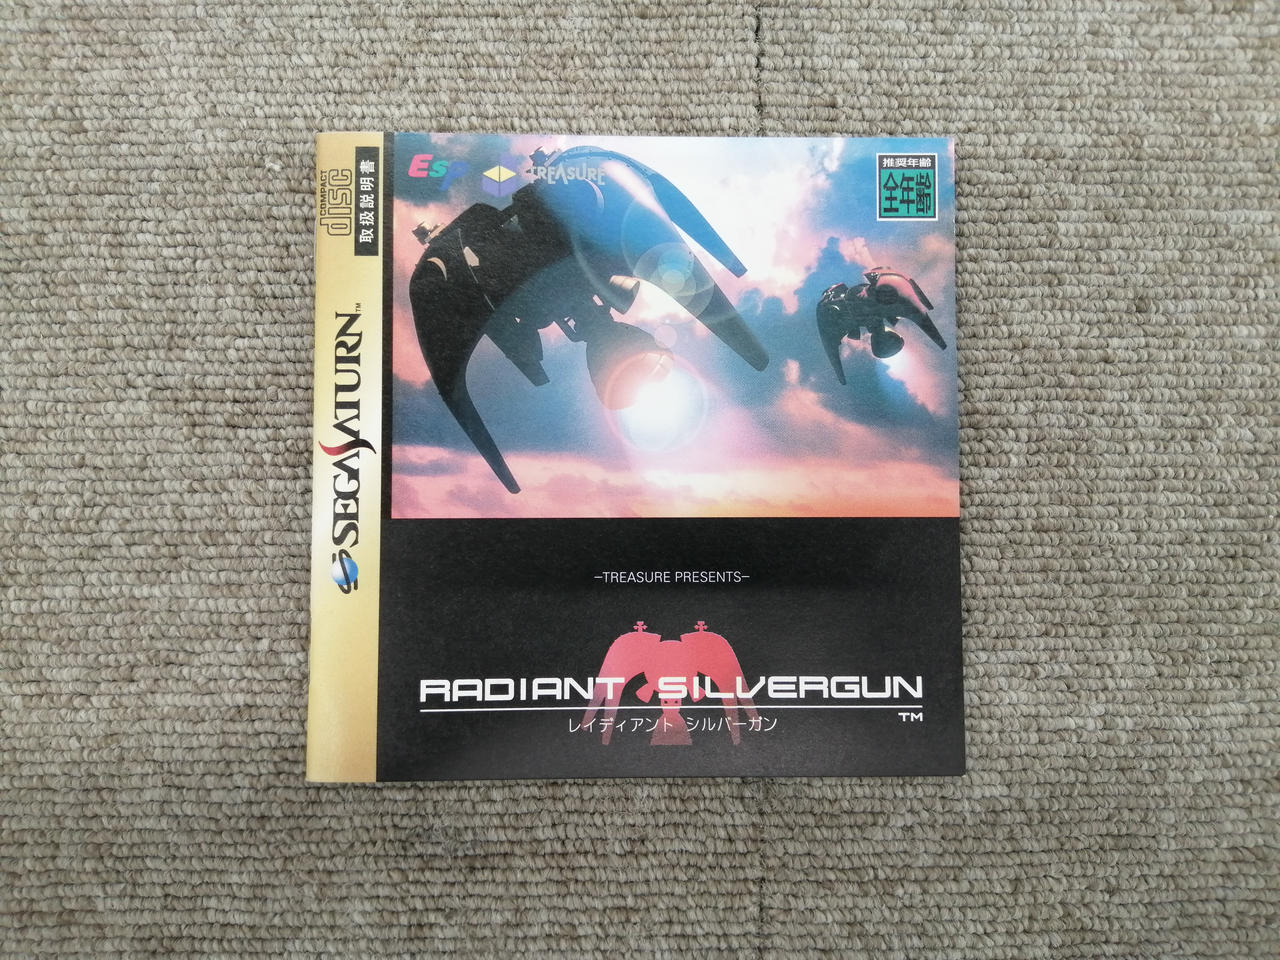 COMPACT
disc
取扱説明書
SEGA SATURN™
ESP
TREASURE
推奨年齢
全年齢
–TREASURE PRESENTS–
RADIANT SILVERGUN
レイディアント シルバーガン
TM